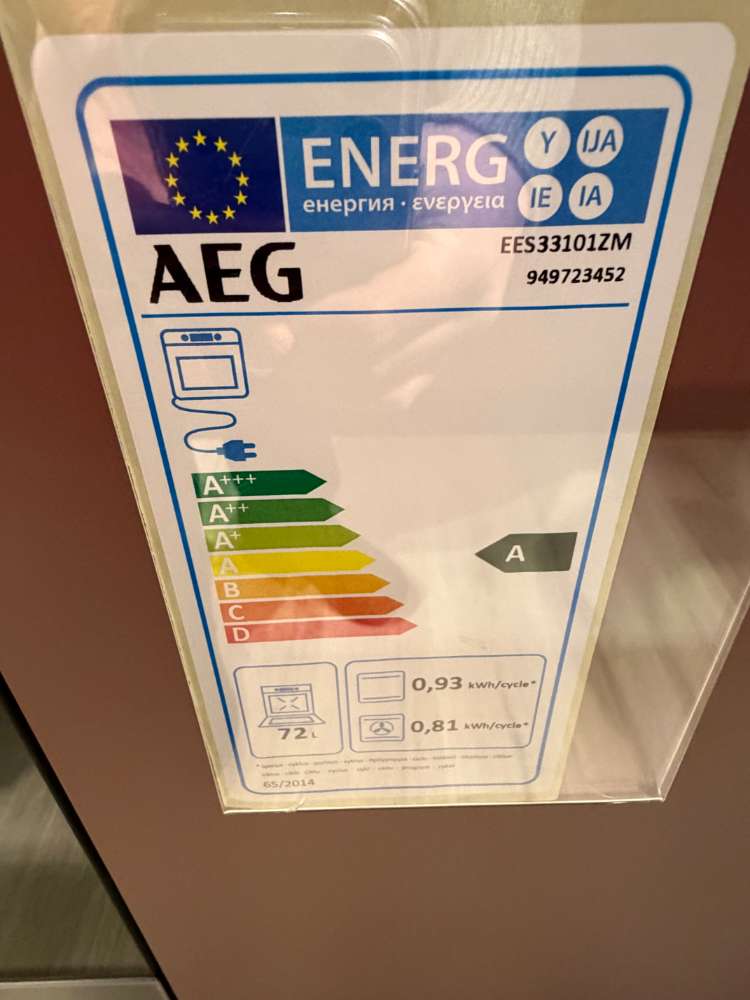 ENERG Y IJA
енергия · ενεργεια IE IA
AEG
EES33101ZM
949723452
A+++
A++
A+
A
B
C
D
A
72 L
0,93 kWh/cycle*
0,81 kWh/cycle*
65/2014